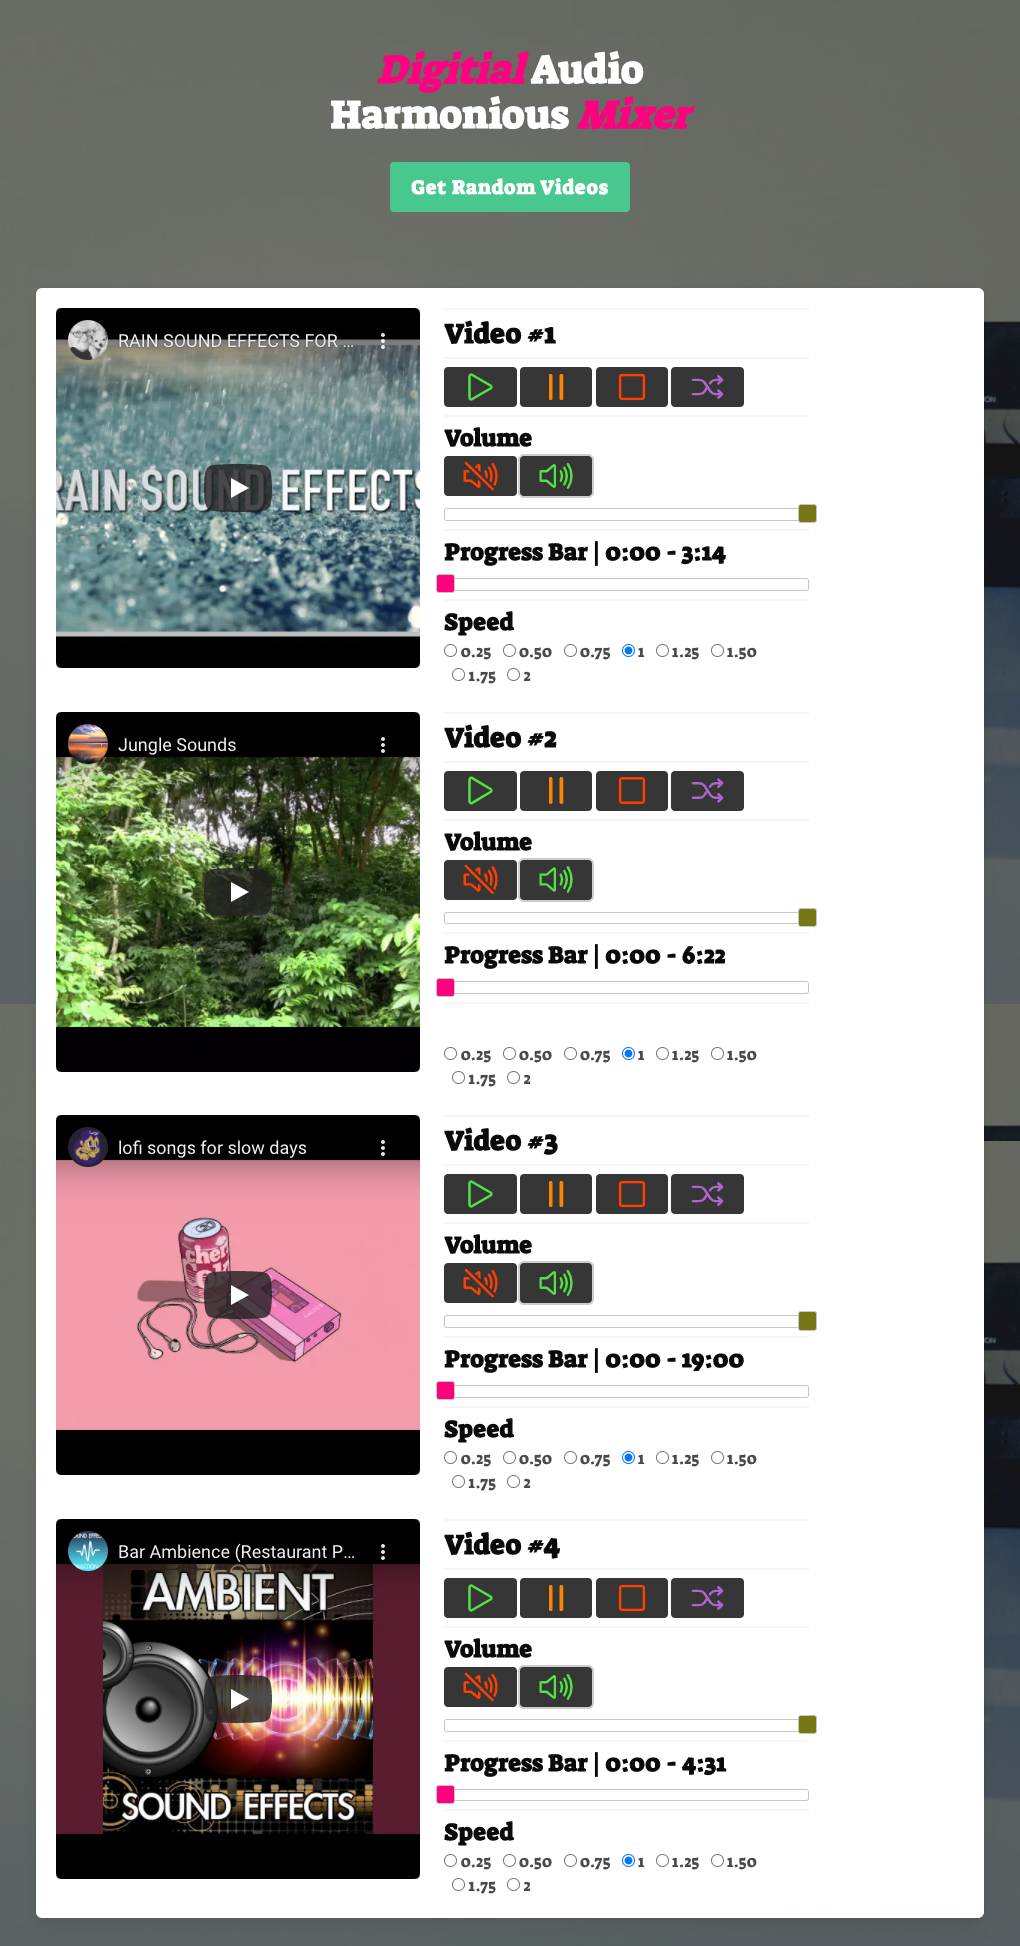 Digitial Audio
Harmonious Mixer
Get Random Videos
RAIN SOUND EFFECTS FOR ...
RAIN SOUND EFFECTS
Video #1
Volume
Progress Bar | 0:00 - 3:14
Speed
0.25 0.50 0.75 1 1.25 1.50
1.75 2
Jungle Sounds
Video #2
Volume
Progress Bar | 0:00 - 6:22
0.25 0.50 0.75 1 1.25 1.50
1.75 2
lofi songs for slow days
Video #3
Volume
Progress Bar | 0:00 - 19:00
Speed
0.25 0.50 0.75 1 1.25 1.50
1.75 2
Bar Ambience (Restaurant P...
AMBIENT
SOUND EFFECTS
Video #4
Volume
Progress Bar | 0:00 - 4:31
Speed
0.25 0.50 0.75 1 1.25 1.50
1.75 2